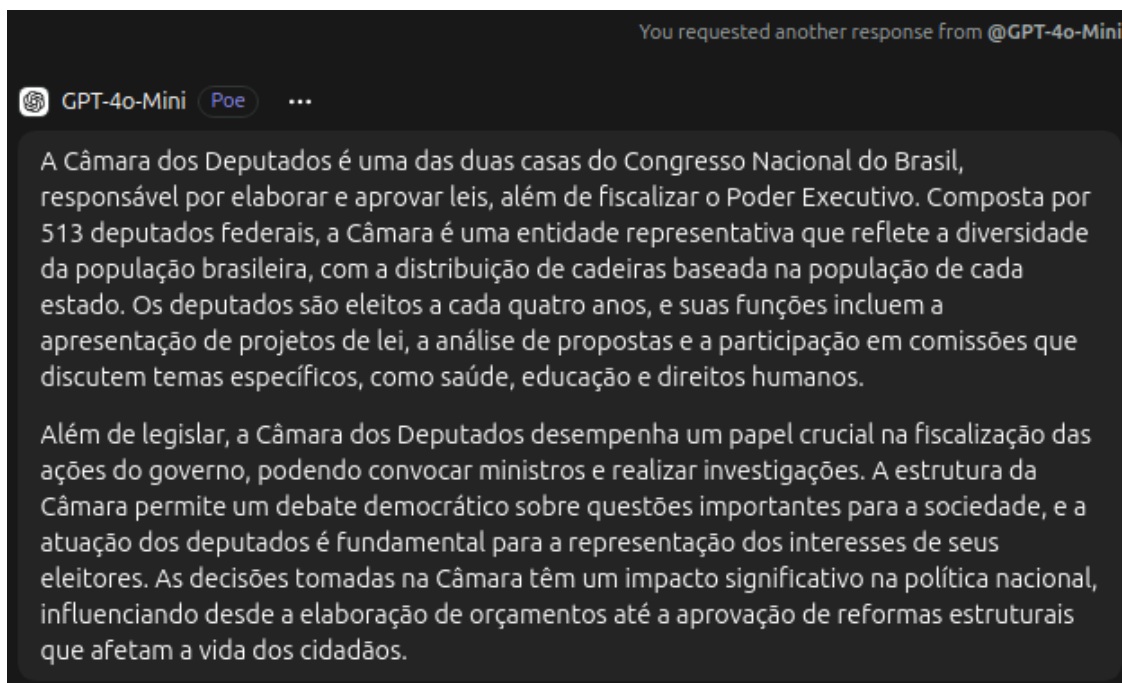 You requested another response from @GPT-4o-Mini
GPT-4o-Mini Poe ...
A Câmara dos Deputados é uma das duas casas do Congresso Nacional do Brasil,
responsável por elaborar e aprovar leis, além de fiscalizar o Poder Executivo. Composta por
513 deputados federais, a Câmara é uma entidade representativa que reflete a diversidade
da população brasileira, com a distribuição de cadeiras baseada na população de cada
estado. Os deputados são eleitos a cada quatro anos, e suas funções incluem a
apresentação de projetos de lei, a análise de propostas e a participação em comissões que
discutem temas específicos, como saúde, educação e direitos humanos.
Além de legislar, a Câmara dos Deputados desempenha um papel crucial na fiscalização das
ações do governo, podendo convocar ministros e realizar investigações. A estrutura da
Câmara permite um debate democrático sobre questões importantes para a sociedade, e a
atuação dos deputados é fundamental para a representação dos interesses de seus
eleitores. As decisões tomadas na Câmara têm um impacto significativo na política nacional,
influenciando desde a elaboração de orçamentos até a aprovação de reformas estruturais
que afetam a vida dos cidadãos.